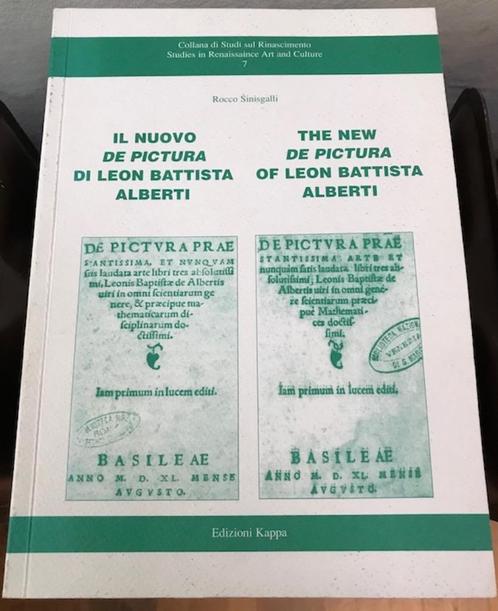 Collana di Studi sul Rinascimento
Studies in Renaissaince Art and Culture
7
Rocco Sinisgalli
IL NUOVO
DE PICTURA
DI LEON BATTISTA
ALBERTI
THE NEW
DE PICTURA
OF LEON BATTISTA
ALBERTI
DE PICTVRA PRAE
STANTISSIMA, ET NVNQVAM
satis laudata arte libri tres absolutissi
mi, Leonis Baptistæ de Albertis
uiri in omni scientiarum ge
nere, & præcipue ma-
thematicarum di-
sciplinarum do-
ctissimi.
Iam primum in lucem editi.
BASILEAE
ANNO M. D. XL MENSE
AVGVSTO.
DE PICTVRA PRAE
STANTISSIMA ARTE ET
nunquam satis laudata libri tres ab-
solutissimi; Leonis Baptistæ de
Albertis uiri in omni gene-
re scientiarum præci-
puè Mathemati-
ces doctis-
simi.
Iam primum in lucem editi.
BASILEAE
ANNO M. D. XL. MENSE
AVGVSTO.
Edizioni Kappa